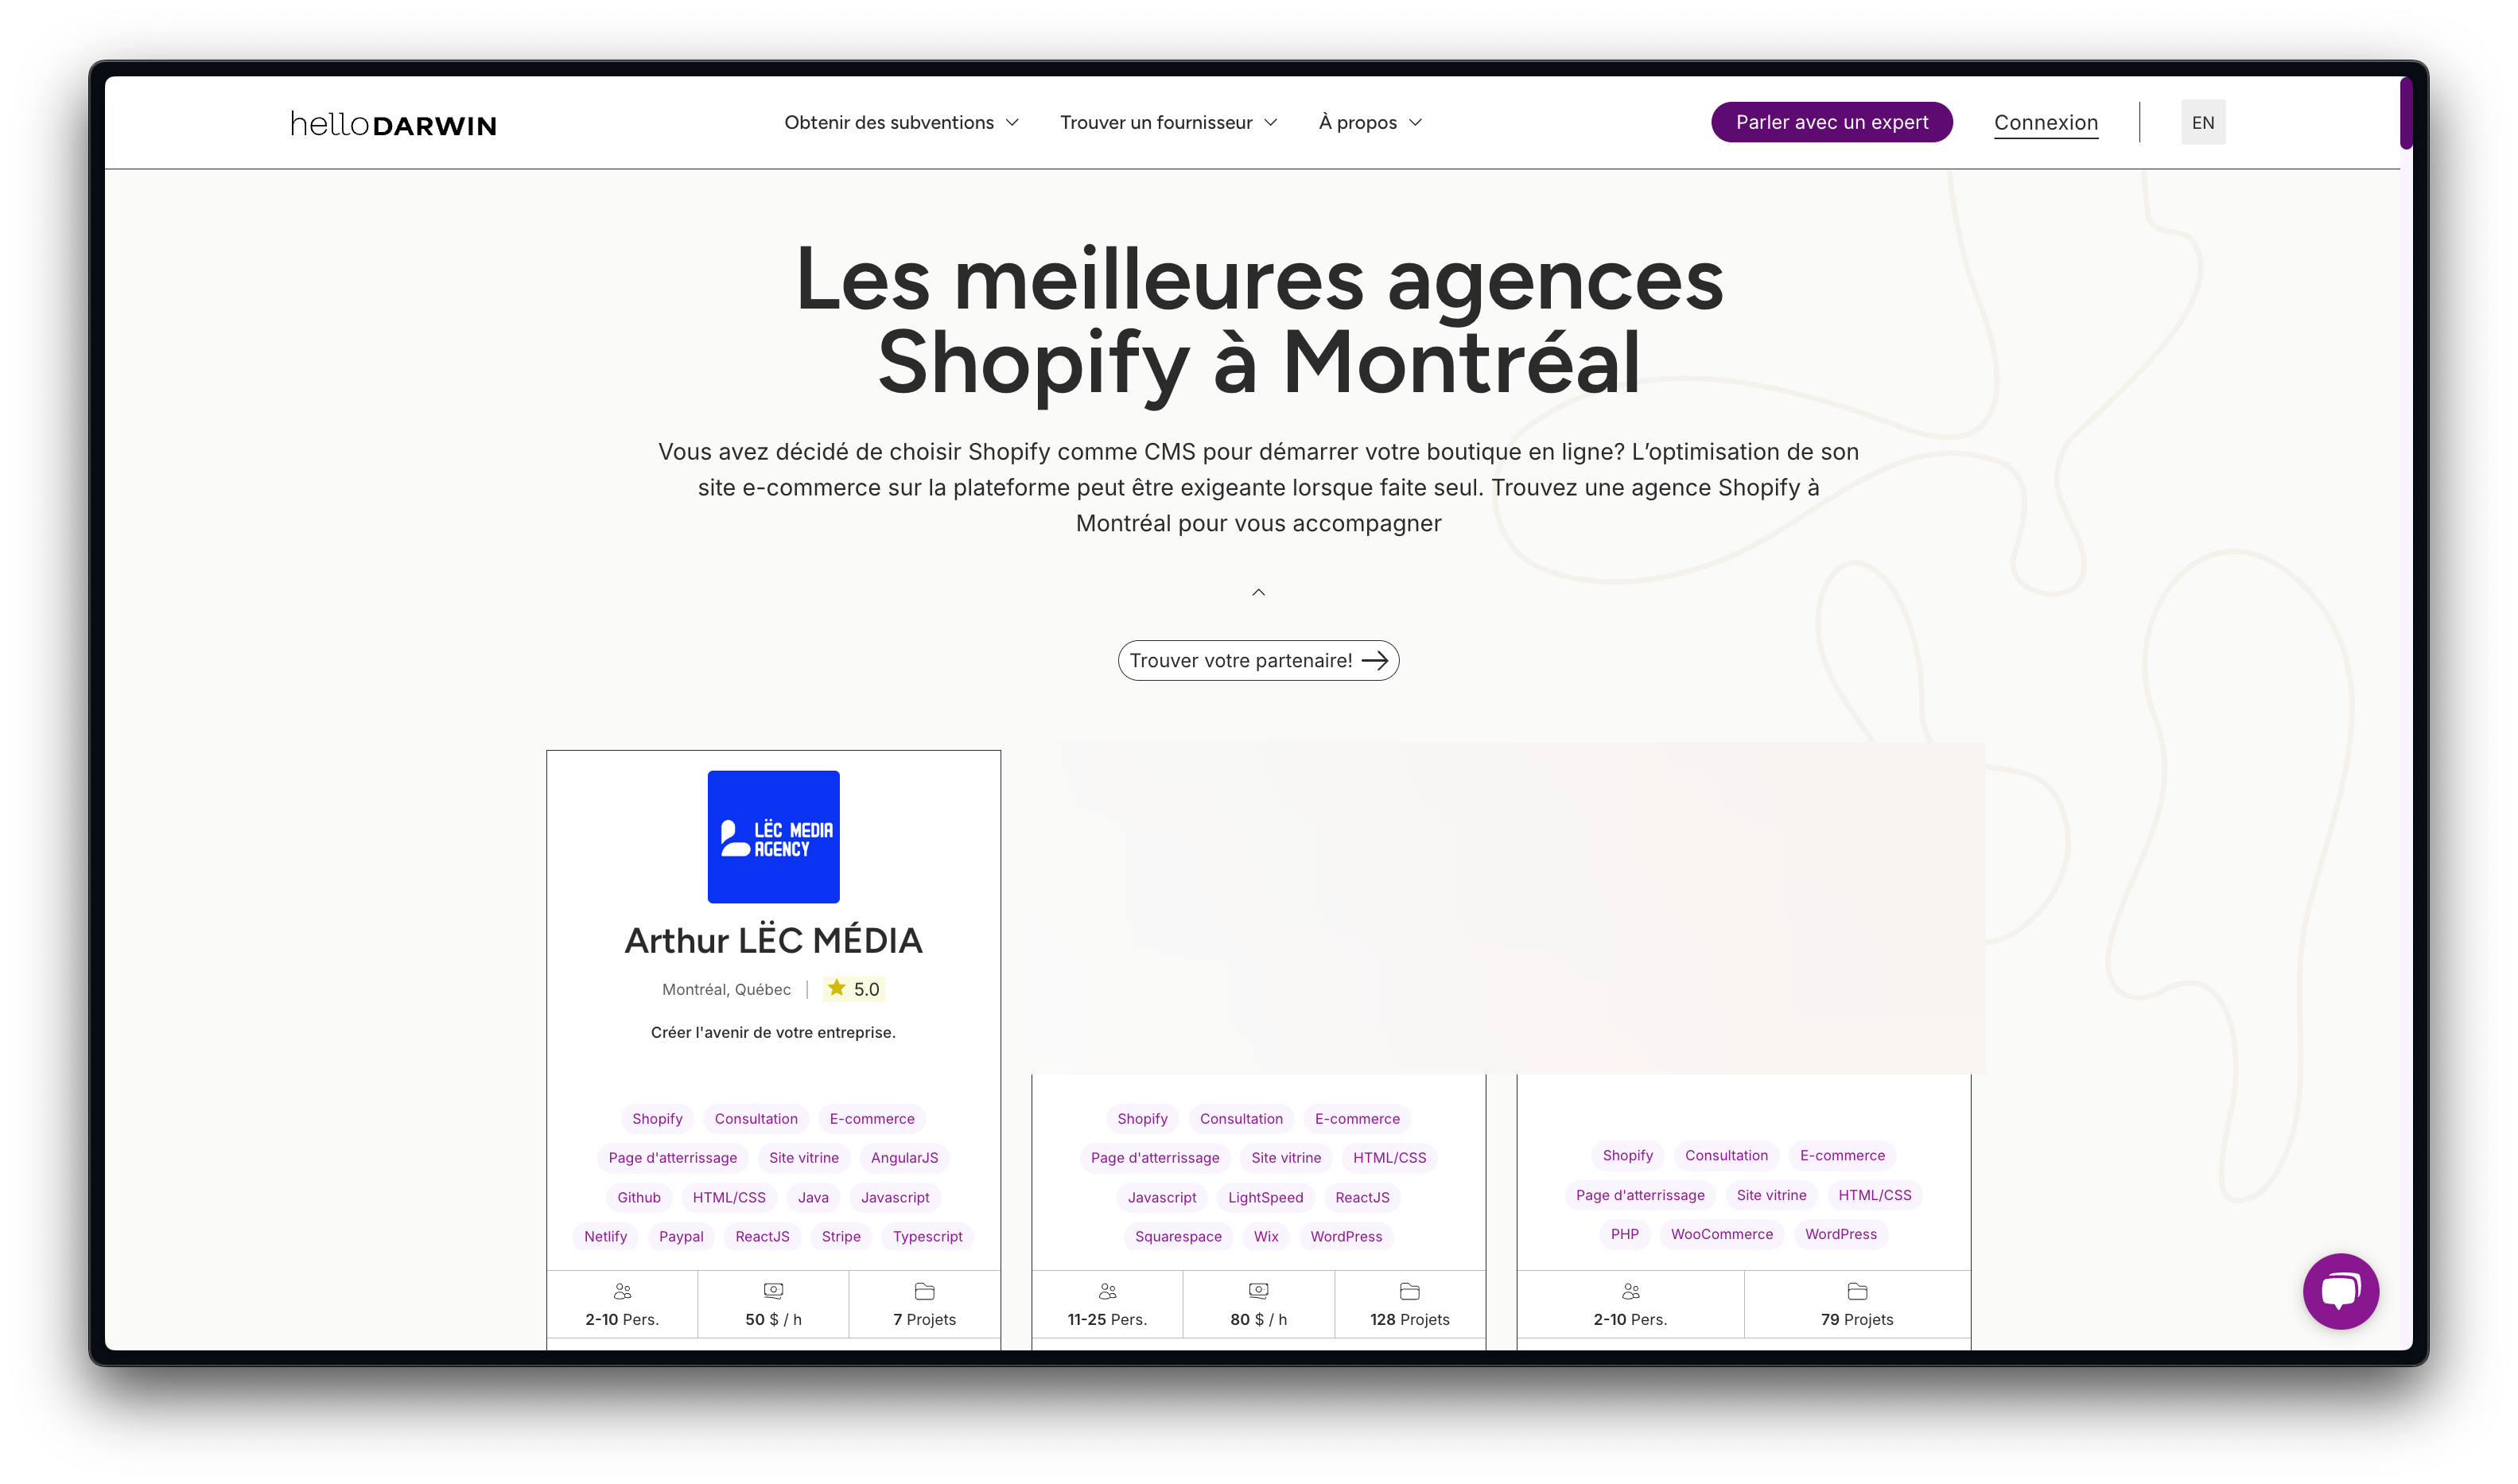 helloDARWIN
Obtenir des subventions
Trouver un fournisseur
À propos
Parler avec un expert
Connexion
EN
Les meilleures agences
Shopify à Montréal
Vous avez décidé de choisir Shopify comme CMS pour démarrer votre boutique en ligne? L’optimisation de son
site e-commerce sur la plateforme peut être exigeante lorsque faite seul. Trouvez une agence Shopify à
Montréal pour vous accompagner
Trouver votre partenaire!
LËC MEDIA
AGENCY
Arthur LËC MÉDIA
Montréal, Québec | 5.0
Créer l'avenir de votre entreprise.
Shopify Consultation E-commerce
Page d'atterrissage Site vitrine AngularJS
Github HTML/CSS Java Javascript
Netlify Paypal ReactJS Stripe Typescript
2-10 Pers. 50 $ / h 7 Projets
Shopify Consultation E-commerce
Page d'atterrissage Site vitrine HTML/CSS
Javascript LightSpeed ReactJS
Squarespace Wix WordPress
11-25 Pers. 80 $ / h 128 Projets
Shopify Consultation E-commerce
Page d'atterrissage Site vitrine HTML/CSS
PHP WooCommerce WordPress
2-10 Pers. 79 Projets